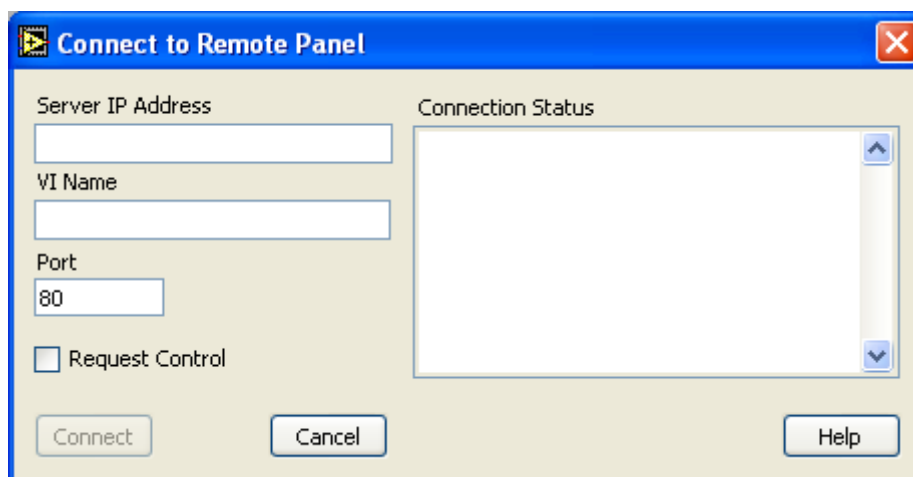 Connect to Remote Panel
Server IP Address
VI Name
Port
80
Request Control
Connection Status
Connect
Cancel
Help